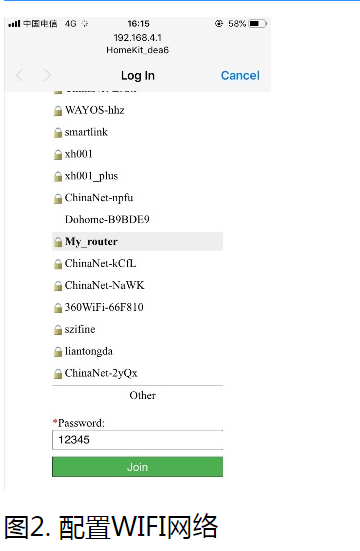 中国电信 4G 16:15 58%
192.168.4.1
HomeKit_dea6
Log In Cancel
WAYOS-hhz
smartlink
xh001
xh001_plus
ChinaNet-npfu
Dohome-B9BDE9
My_router
ChinaNet-kCfL
ChinaNet-NaWK
360WiFi-66F810
szifine
liantongda
ChinaNet-2yQx
Other
*Password:
12345
Join
图2. 配置WIFI网络